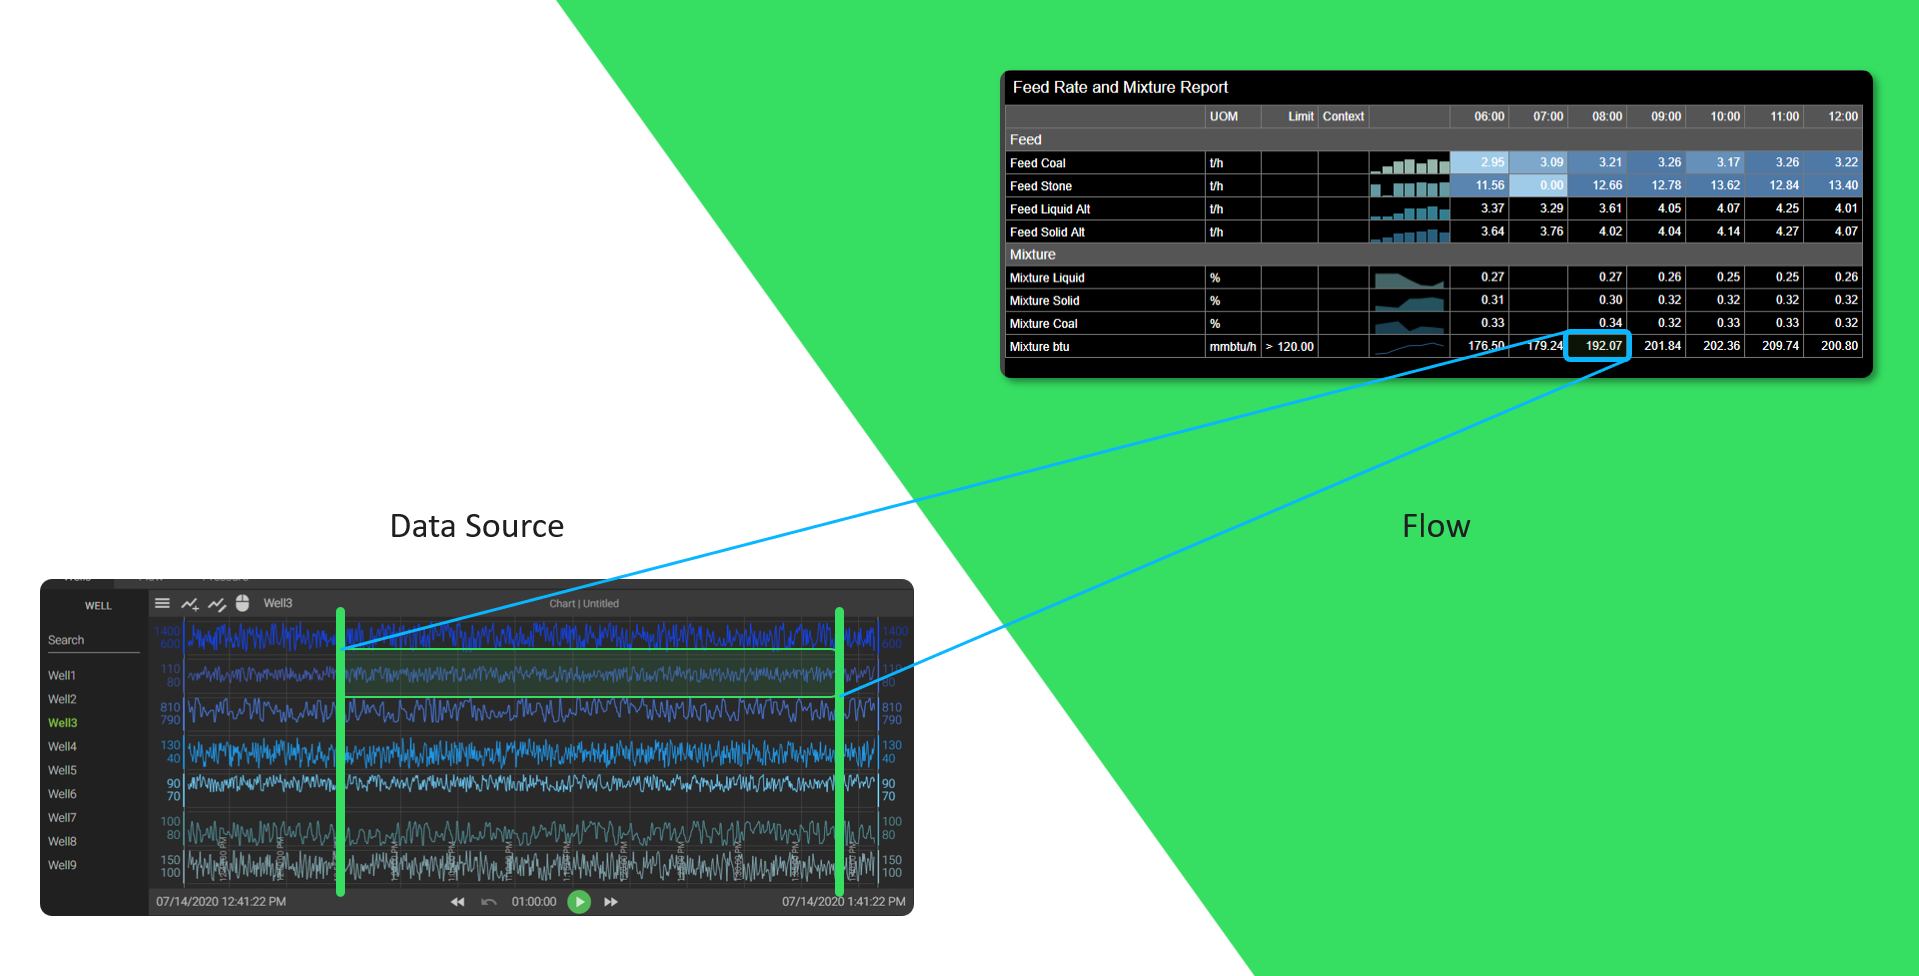 Feed Rate and Mixture Report
UOM Limit Context 06:00 07:00 08:00 09:00 10:00 11:00 12:00
Feed
Feed Coal t/h 2.95 3.09 3.21 3.26 3.17 3.26 3.22
Feed Stone t/h 11.56 0.00 12.66 12.78 13.62 12.84 13.40
Feed Liquid Alt t/h 3.37 3.29 3.61 4.05 4.07 4.25 4.01
Feed Solid Alt t/h 3.64 3.76 4.02 4.04 4.14 4.27 4.07
Mixture
Mixture Liquid % 0.27 0.27 0.26 0.25 0.25 0.26
Mixture Solid % 0.31 0.30 0.32 0.32 0.32 0.32
Mixture Coal % 0.33 0.34 0.32 0.33 0.33 0.32
Mixture btu mmbtu/h > 120.00 176.50 179.24 192.07 201.84 202.36 209.74 200.80
Data Source
Flow
WELL
Well3
Chart | Untitled
Search
Well1
Well2
Well3
Well4
Well5
Well6
Well7
Well8
Well9
1400 1400
600 600
110 110
80 80
810 810
790 790
130 130
40 40
90 90
70 70
100 100
80 80
150 150
100 100
07/14/2020 12:41:22 PM 01:00:00 07/14/2020 1:41:22 PM